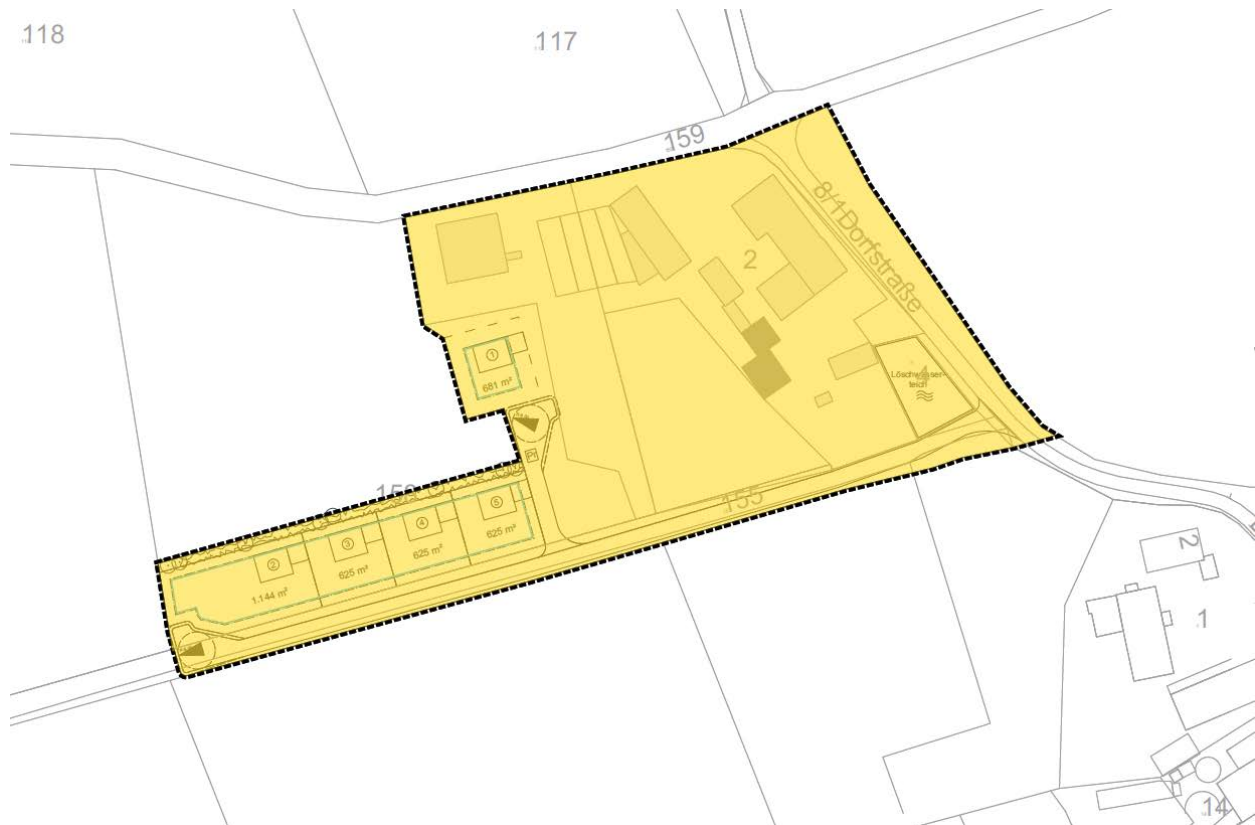 118
117
159
8/1 Dorfstraße
2
①
681 m²
Löschwasser-
teich
155
⑤
625 m²
④
625 m²
③
625 m²
②
1.144 m²
2
1
14